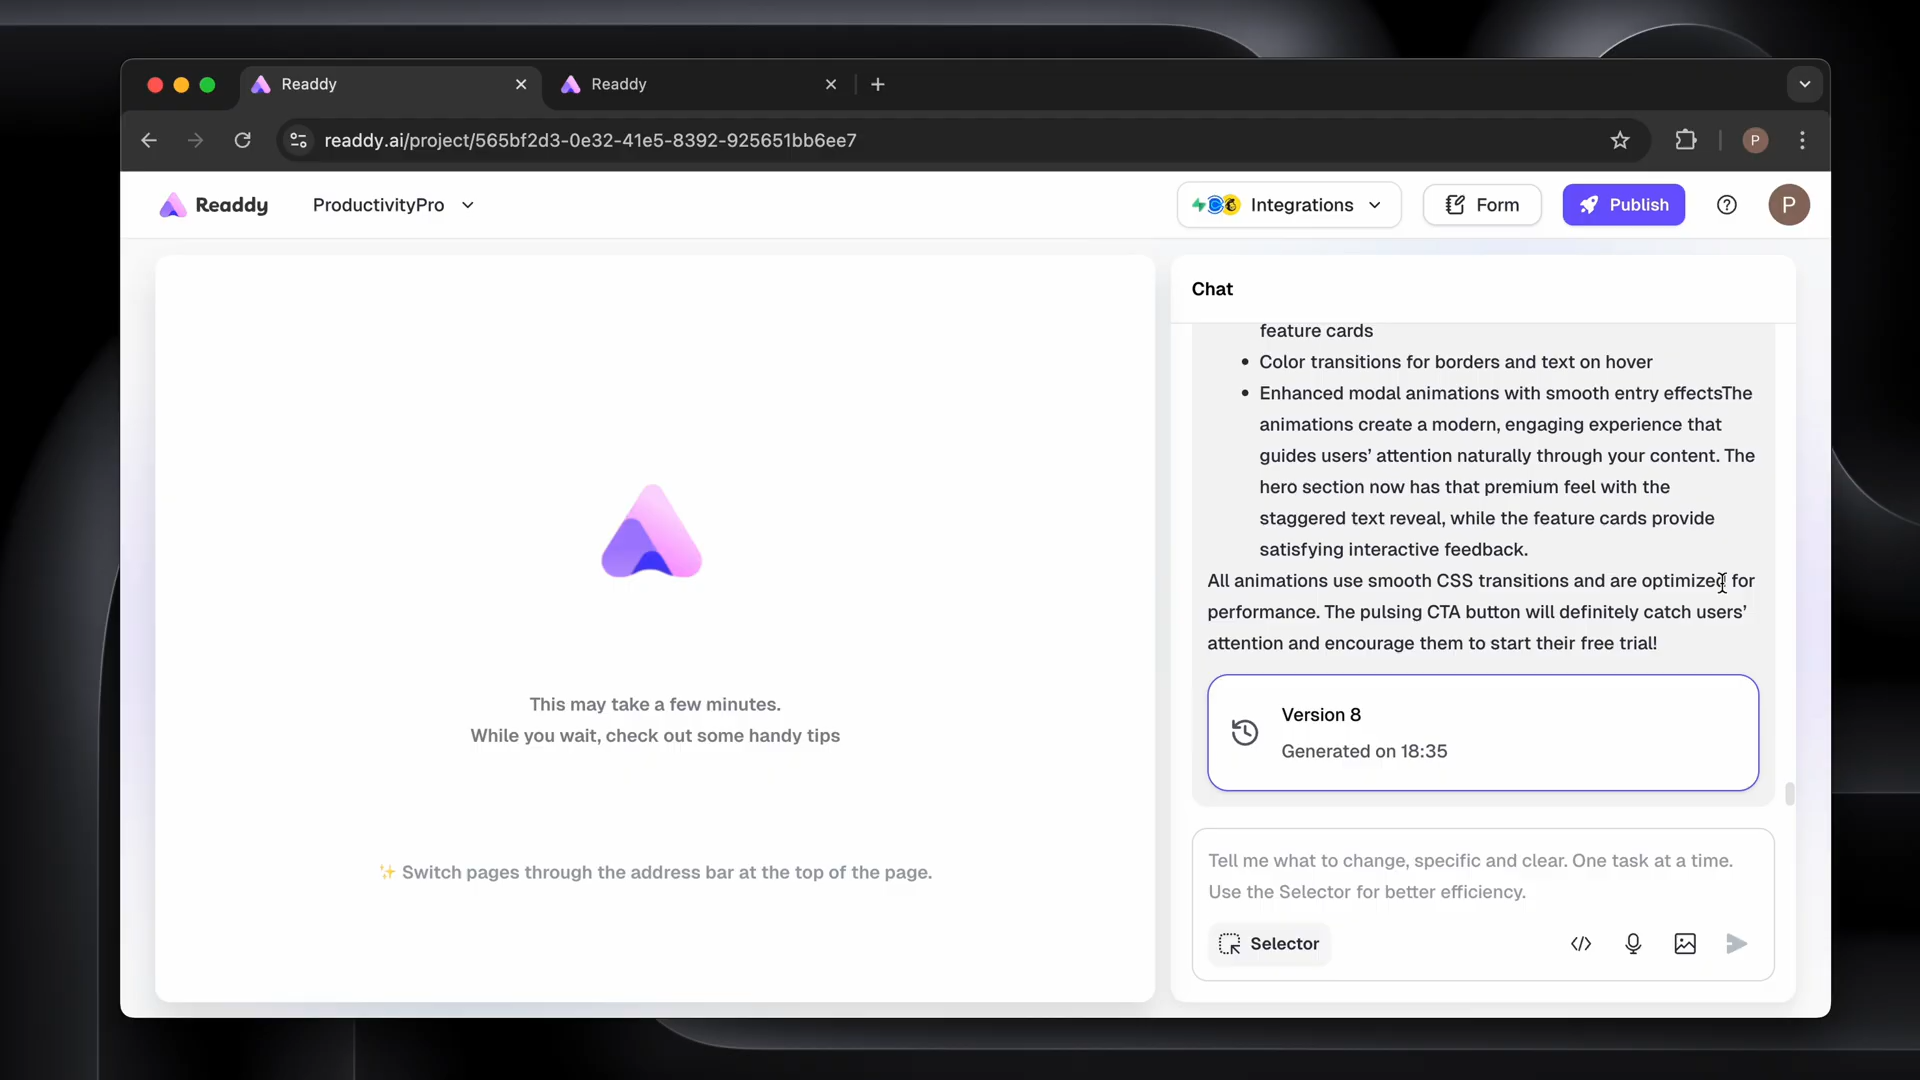 Readdy
Readdy
readdy.ai/project/565bf2d3-0e32-41e5-8392-925651bb6ee7
P
Readdy
ProductivityPro
Integrations
Form
Publish
P
Chat
feature cards
• Color transitions for borders and text on hover
• Enhanced modal animations with smooth entry effectsThe
animations create a modern, engaging experience that
guides users’ attention naturally through your content. The
hero section now has that premium feel with the
staggered text reveal, while the feature cards provide
satisfying interactive feedback.
All animations use smooth CSS transitions and are optimized for
performance. The pulsing CTA button will definitely catch users’
attention and encourage them to start their free trial!
Version 8
Generated on 18:35
This may take a few minutes.
While you wait, check out some handy tips
✨ Switch pages through the address bar at the top of the page.
Tell me what to change, specific and clear. One task at a time.
Use the Selector for better efficiency.
Selector